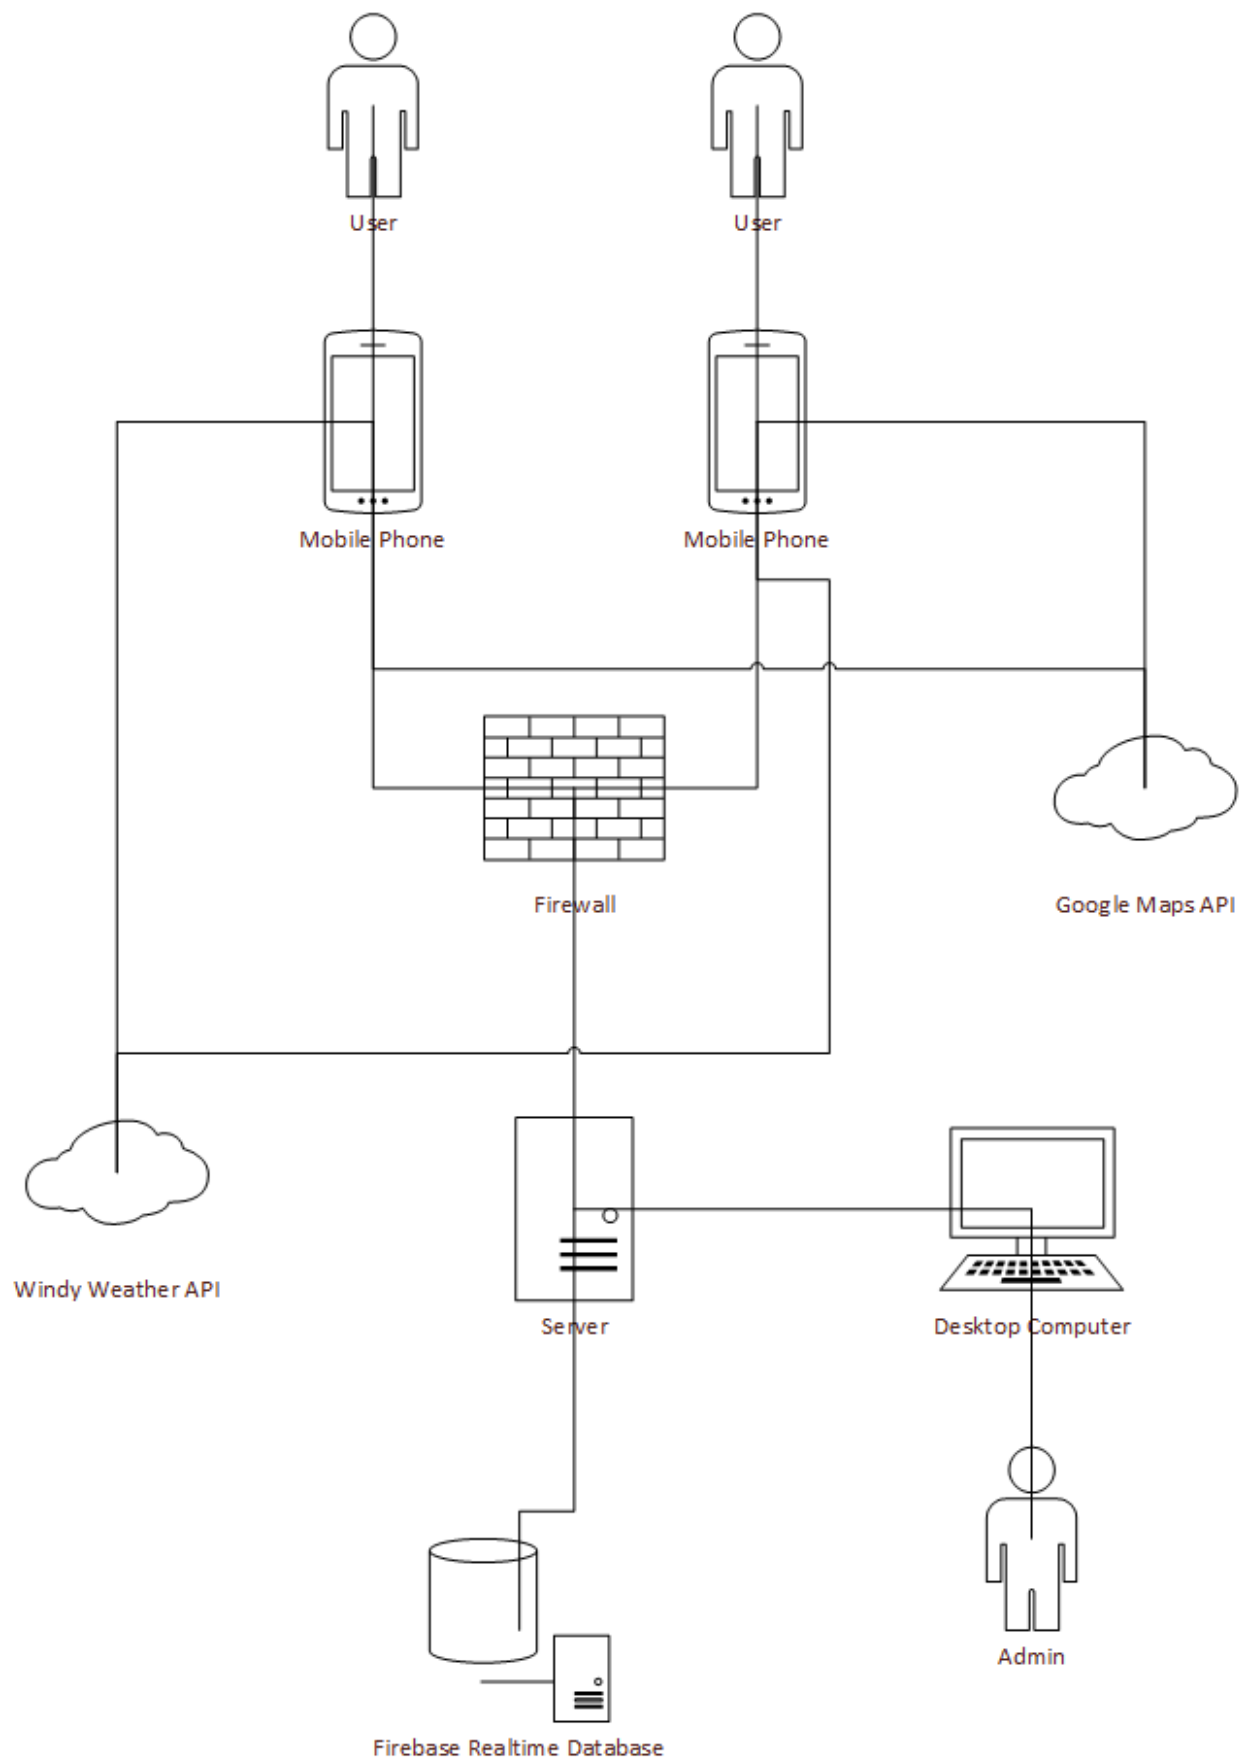 User
User
Mobile Phone
Mobile Phone
Firewall
Google Maps API
Windy Weather API
Server
Desktop Computer
Admin
Firebase Realtime Database